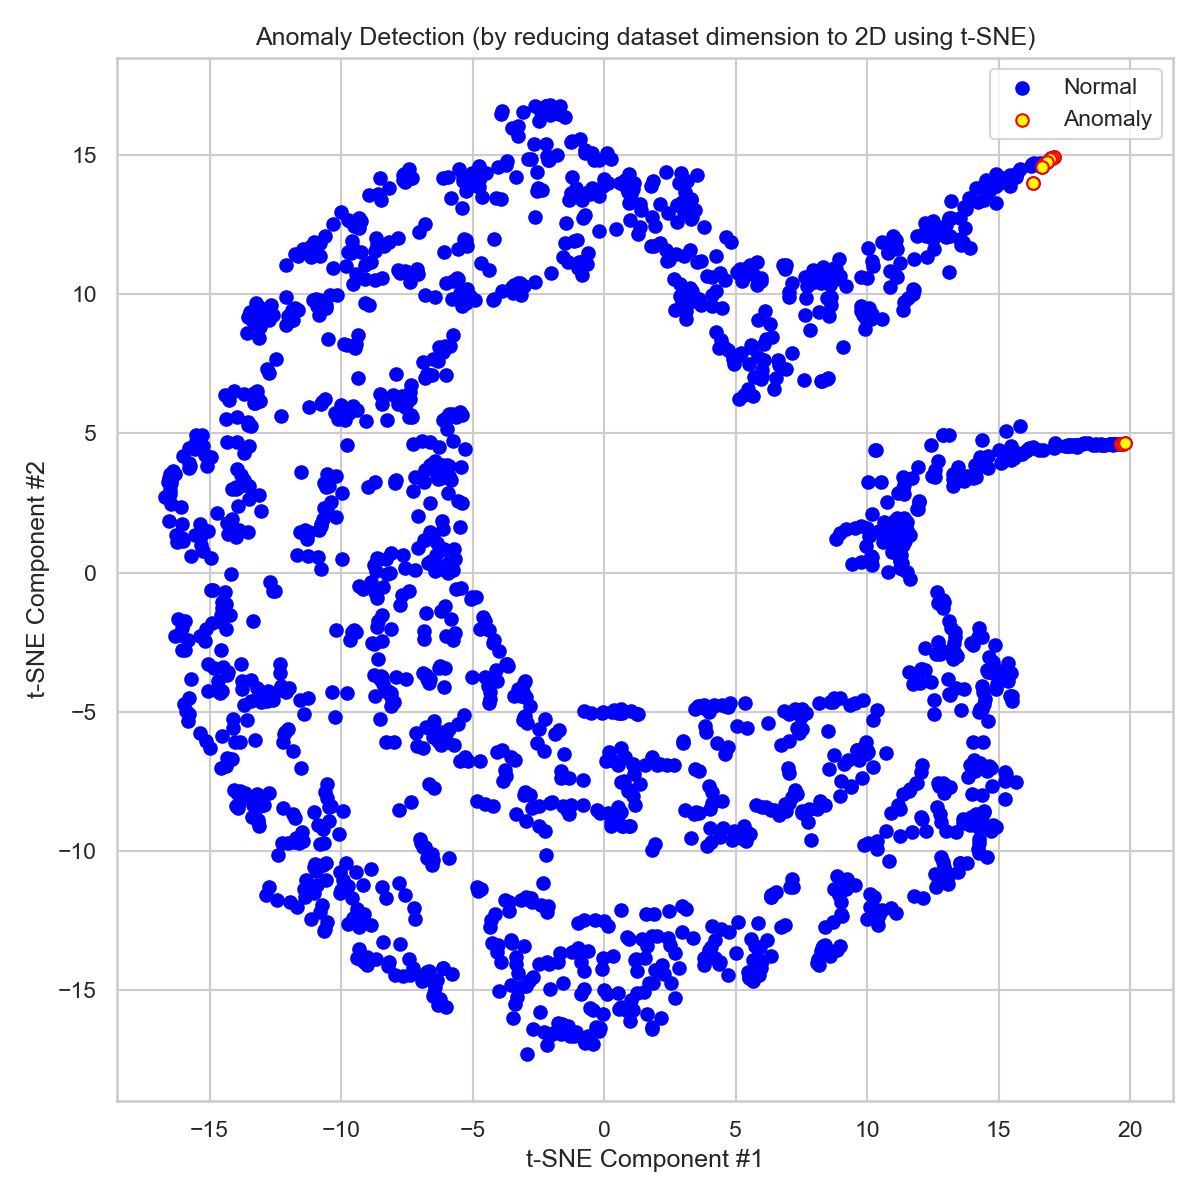 Anomaly Detection (by reducing dataset dimension to 2D using t-SNE)
Normal
Anomaly
t-SNE Component #2
15
10
5
0
−5
−10
−15
−15 −10 −5 0 5 10 15 20
t-SNE Component #1